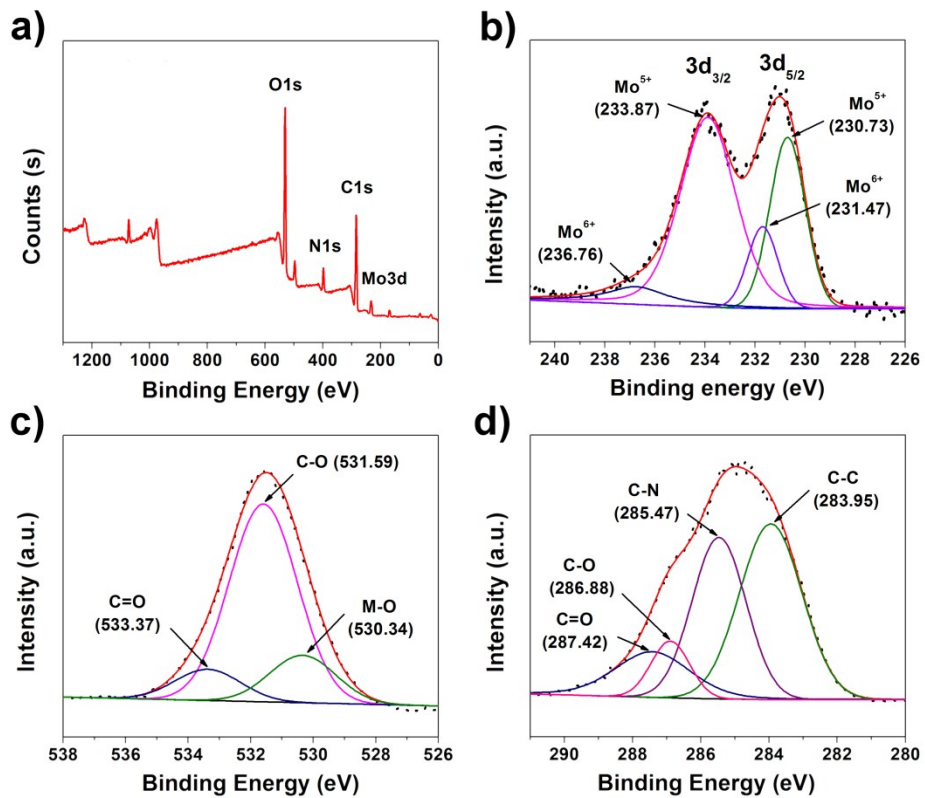 a)
O1s
C1s
N1s
Mo3d
Counts (s)
1200 1000 800 600 400 200 0
Binding Energy (eV)
b)
3d3/2 3d5/2
Mo5+
(233.87)
Mo5+
(230.73)
Mo6+
(231.47)
Mo6+
(236.76)
Intensity (a.u.)
240 238 236 234 232 230 228 226
Binding energy (eV)
c)
C-O (531.59)
C=O
(533.37)
M-O
(530.34)
Intensity (a.u.)
538 536 534 532 530 528 526
Binding Energy (eV)
d)
C-N
(285.47)
C-C
(283.95)
C-O
(286.88)
C=O
(287.42)
Intensity (a.u.)
290 288 286 284 282 280
Binding Energy (eV)